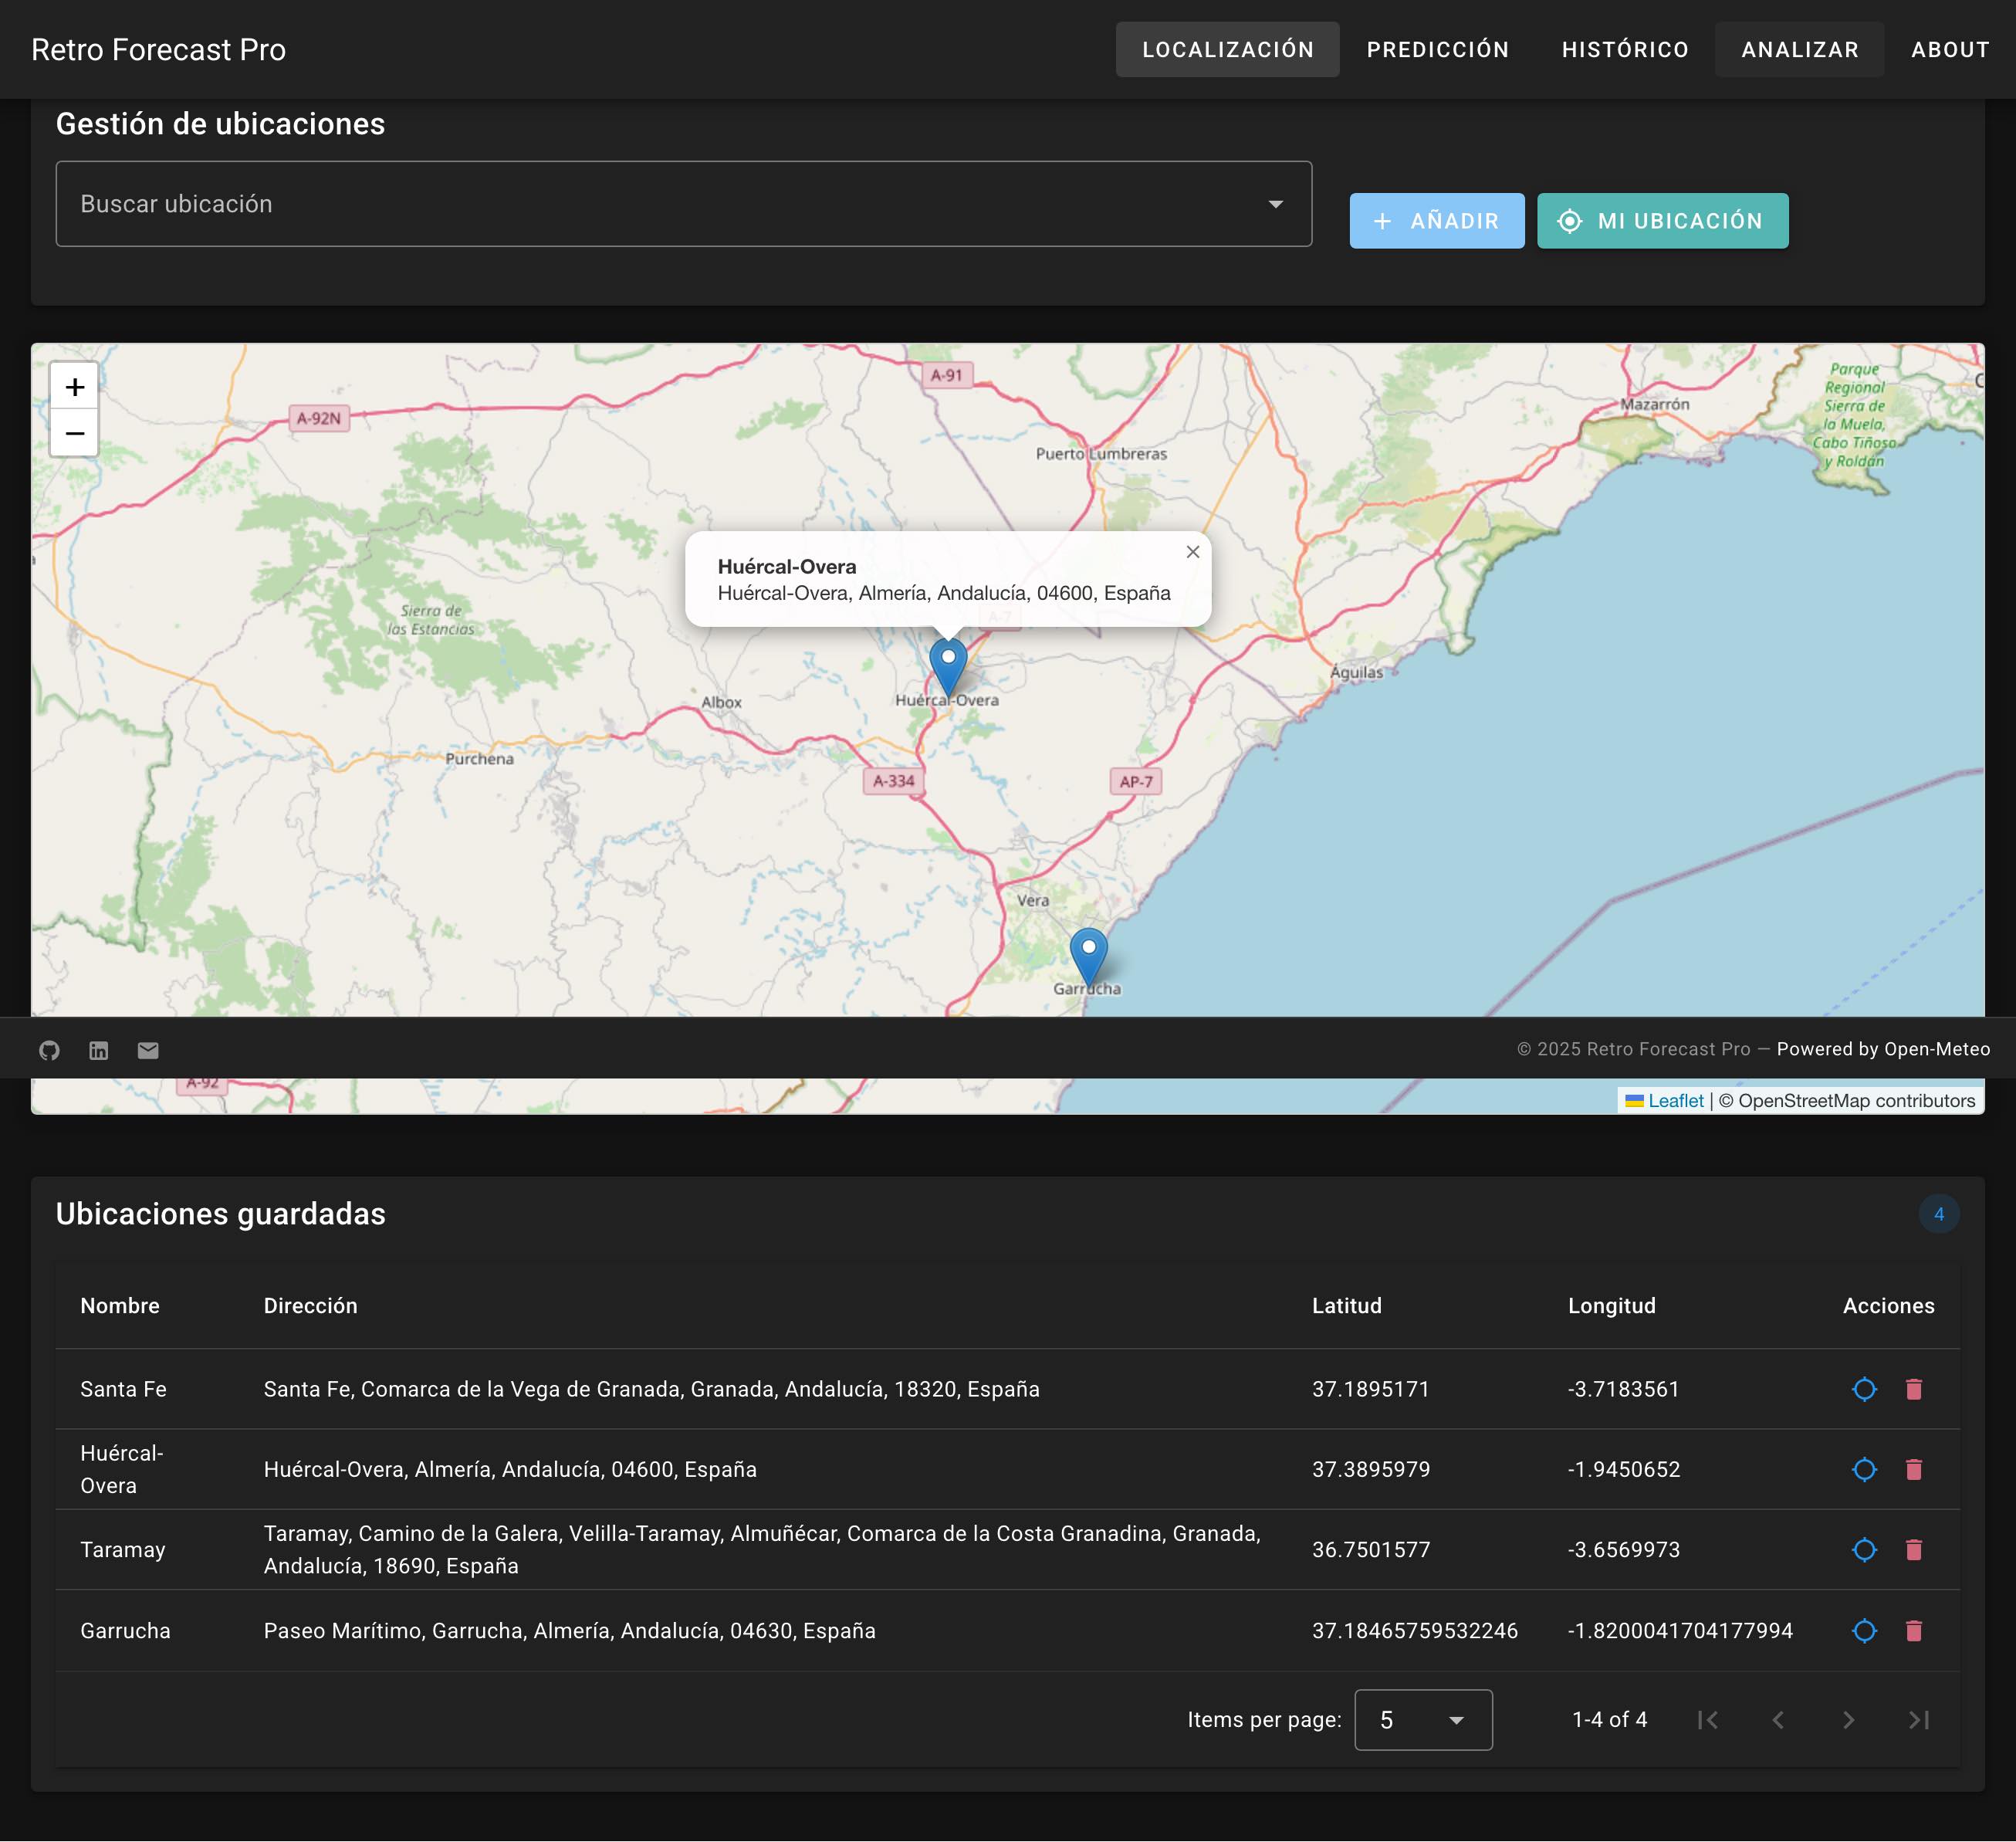 Retro Forecast Pro
LOCALIZACIÓN
PREDICCIÓN
HISTÓRICO
ANALIZAR
ABOUT
Gestión de ubicaciones
Buscar ubicación
+ AÑADIR
MI UBICACIÓN
+
−
A-91
A-92N
Mazarrón
Parque
Regional
Sierra de
la Muela,
Cabo Tiñoso
y Roldan
Puerto Lumbreras
Huércal-Overa
Huércal-Overa, Almería, Andalucía, 04600, España
A-7
Sierra de
las Estancias
Águilas
Albox
Huércal-Overa
Purchena
A-334
AP-7
Vera
Garrucha
© 2025 Retro Forecast Pro — Powered by Open-Meteo
A-92
Leaflet | © OpenStreetMap contributors
Ubicaciones guardadas
4
Nombre Dirección Latitud Longitud Acciones
Santa Fe Santa Fe, Comarca de la Vega de Granada, Granada, Andalucía, 18320, España 37.1895171 -3.7183561
Huércal-
Overa
Huércal-Overa, Almería, Andalucía, 04600, España 37.3895979 -1.9450652
Taramay
Taramay, Camino de la Galera, Velilla-Taramay, Almuñécar, Comarca de la Costa Granadina, Granada,
Andalucía, 18690, España
36.7501577 -3.6569973
Garrucha Paseo Marítimo, Garrucha, Almería, Andalucía, 04630, España 37.18465759532246 -1.8200041704177994
Items per page: 5 1-4 of 4